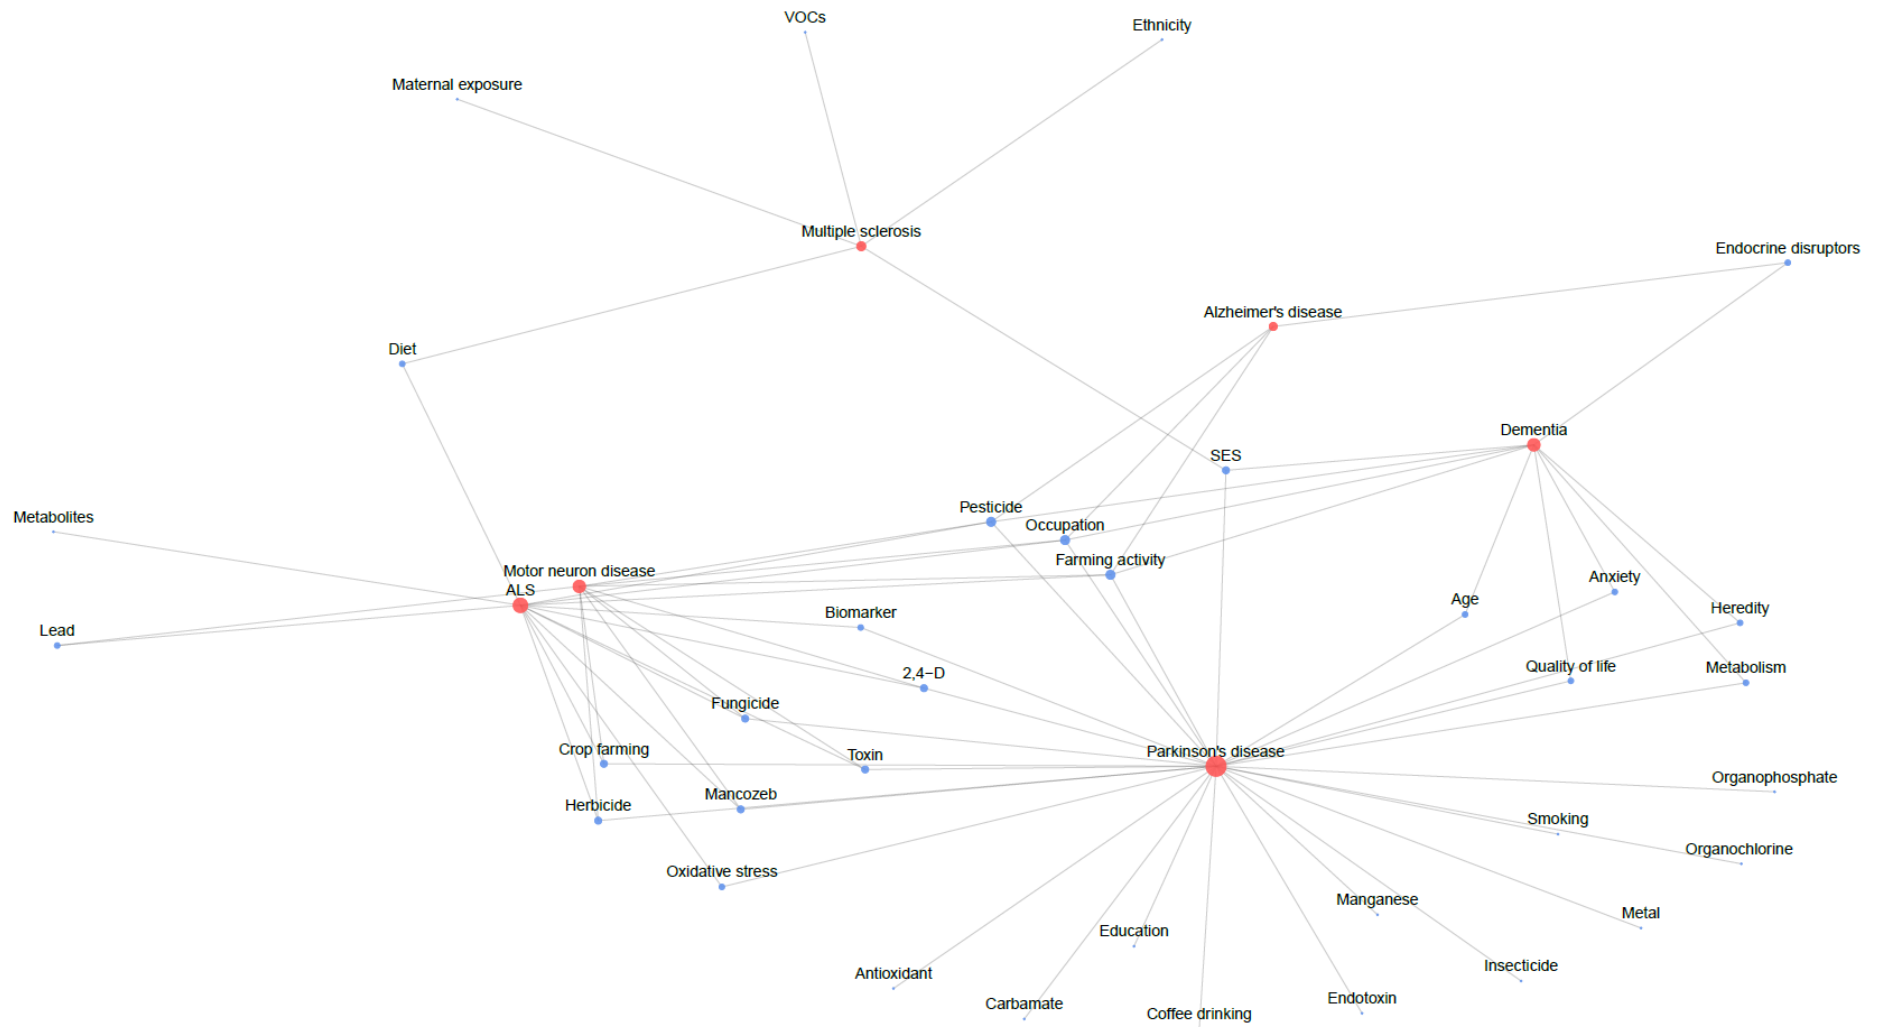 VOCs
Ethnicity
Maternal exposure
Multiple sclerosis
Endocrine disruptors
Alzheimer's disease
Diet
Dementia
SES
Pesticide
Metabolites
Occupation
Farming activity
Motor neuron disease
Anxiety
ALS
Age
Heredity
Biomarker
Lead
Quality of life
Metabolism
2,4−D
Fungicide
Crop farming
Parkinson's disease
Toxin
Organophosphate
Mancozeb
Herbicide
Smoking
Organochlorine
Oxidative stress
Manganese
Metal
Education
Insecticide
Antioxidant
Endotoxin
Carbamate
Coffee drinking